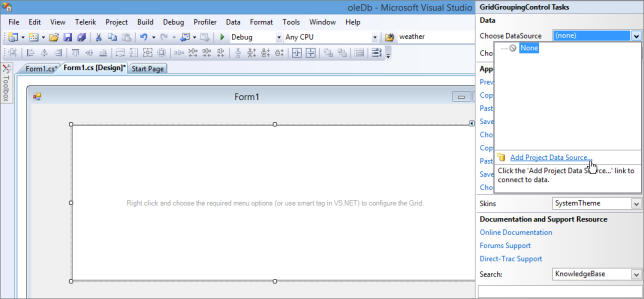 oleDb - Microsoft Visual Studio
GridGroupingControl Tasks
File Edit View Telerik Project Build Debug Profiler Data Format Tools Window Help
Data
Debug Any CPU weather
Choose DataSource (none)
None
Form1.cs* Form1.cs [Design]* Start Page
Toolbox
Form1
Right click and choose the required menu options (or use smart tag in VS.NET) to configure the Grid.
Cho
App
Prev
Cop
Past
Save
Cho
Cop
Past
Save
Cho
Add Project Data Source...
Click the 'Add Project Data Source...' link to
connect to data.
Skins SystemTheme
Documentation and Support Resource
Online Documentation
Forums Support
Direct-Trac Support
Search: KnowledgeBase